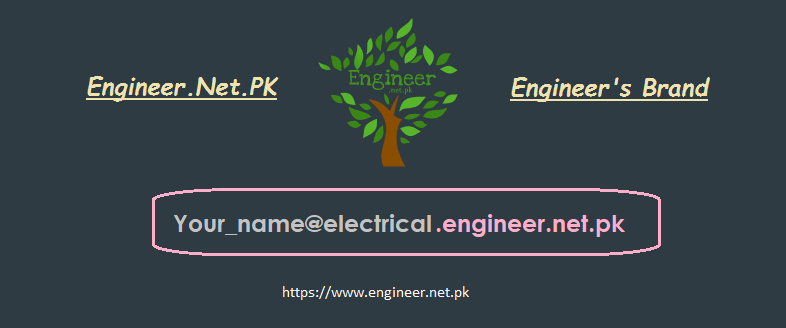 Engineer.Net.PK
Engineer
.net.pk
Engineer's Brand
Your_name@electrical.engineer.net.pk
https://www.engineer.net.pk